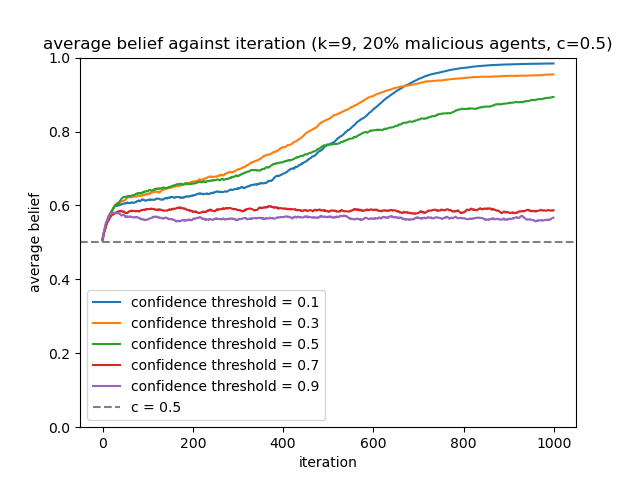 average belief against iteration (k=9, 20% malicious agents, c=0.5)
1.0
0.8
0.6
0.4
0.2
0.0
average belief
confidence threshold = 0.1
confidence threshold = 0.3
confidence threshold = 0.5
confidence threshold = 0.7
confidence threshold = 0.9
c = 0.5
0 200 400 600 800 1000
iteration